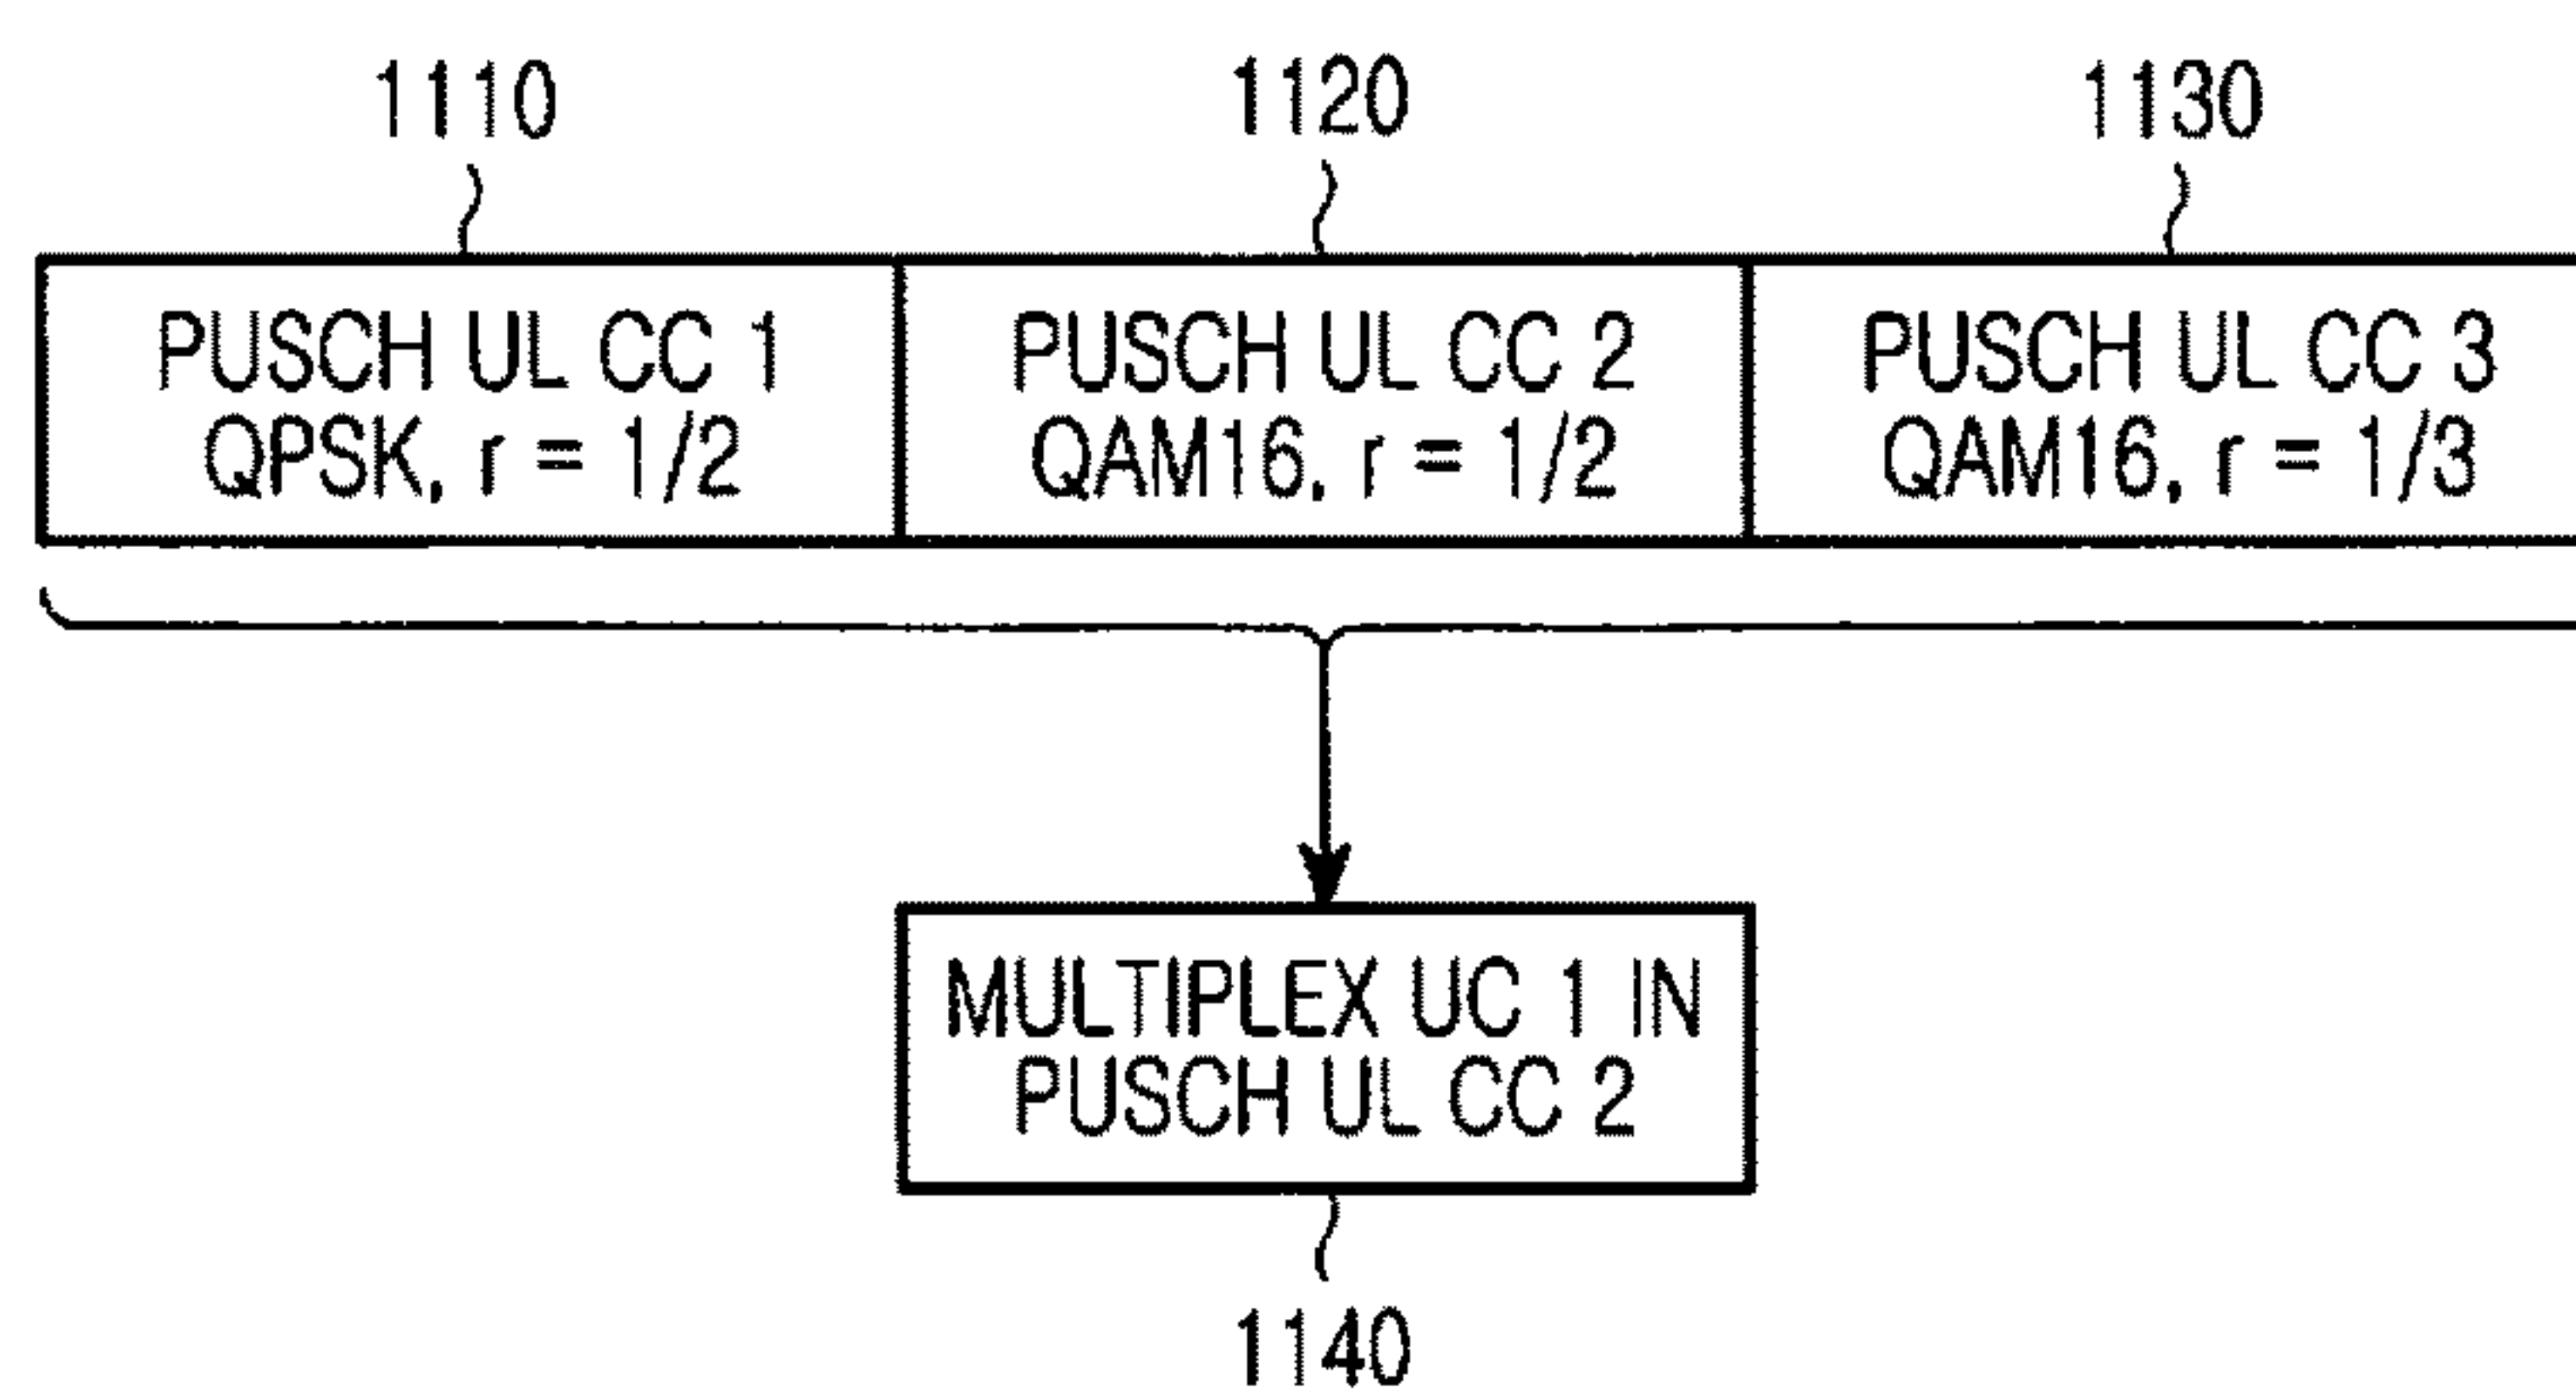 1110 1120 1130
PUSCH UL CC 1 PUSCH UL CC 2 PUSCH UL CC 3
QPSK, r = 1/2 QAM16, r = 1/2 QAM16, r = 1/3
MULTIPLEX UC 1 IN
PUSCH UL CC 2
1140